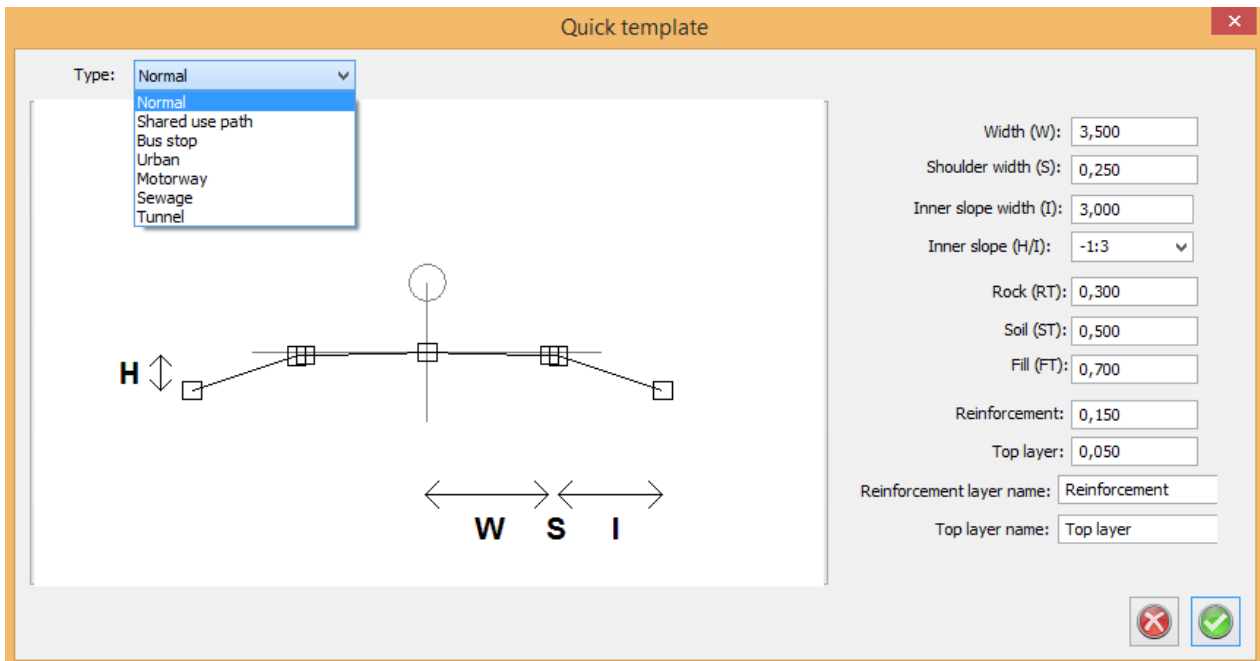 Quick template
Type: Normal
Normal
Shared use path
Bus stop
Urban
Motorway
Sewage
Tunnel
Width (W): 3,500
Shoulder width (S): 0,250
Inner slope width (I): 3,000
Inner slope (H/I): -1:3
Rock (RT): 0,300
Soil (ST): 0,500
Fill (FT): 0,700
Reinforcement: 0,150
Top layer: 0,050
Reinforcement layer name: Reinforcement
Top layer name: Top layer
H
W S I